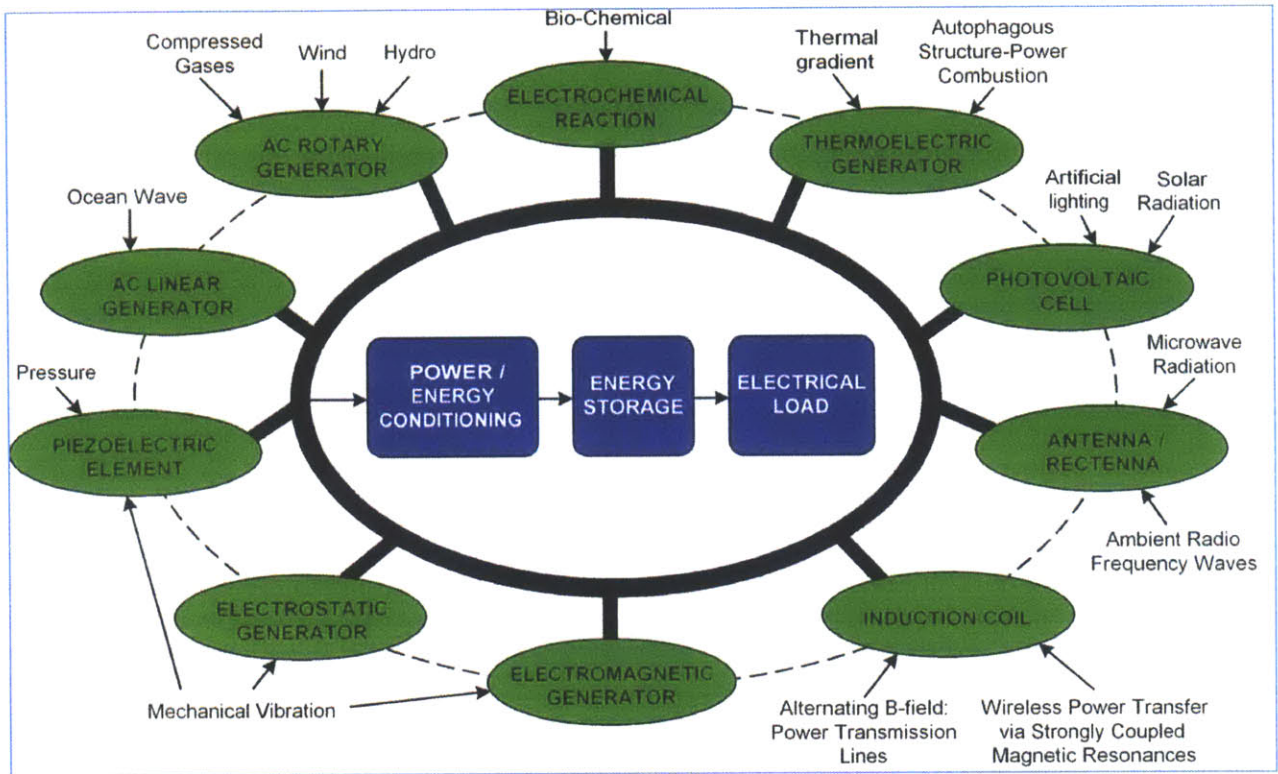 Bio-Chemical
Compressed
Gases
Wind
Hydro
Thermal
gradient
Autophagous
Structure-Power
Combustion
ELECTROCHEMICAL
REACTION
AC ROTARY
GENERATOR
THERMOELECTRIC
GENERATOR
Ocean Wave
Artificial
lighting
Solar
Radiation
AC LINEAR
GENERATOR
PHOTOVOLTAIC
CELL
Pressure
Microwave
Radiation
POWER /
ENERGY
CONDITIONING
ENERGY
STORAGE
ELECTRICAL
LOAD
PIEZOELECTRIC
ELEMENT
ANTENNA /
RECTENNA
Ambient Radio
Frequency Waves
ELECTROSTATIC
GENERATOR
INDUCTION COIL
ELECTROMAGNETIC
GENERATOR
Mechanical Vibration
Alternating B-field:
Power Transmission
Lines
Wireless Power Transfer
via Strongly Coupled
Magnetic Resonances